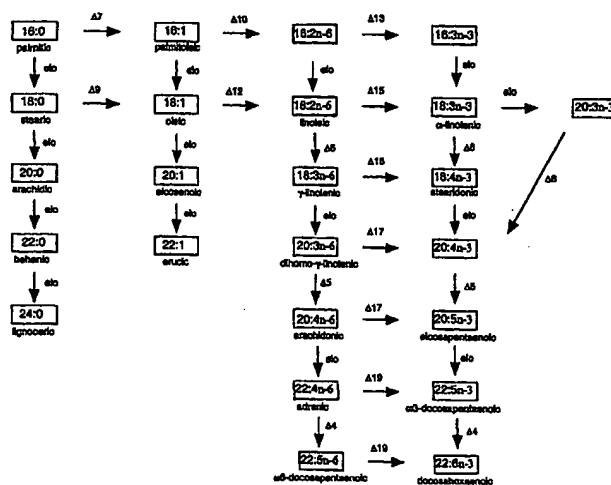 Δ7 Δ10 Δ13
16:0 16:1 16:2n-6 16:3n-3
palmitic palmitoleic
elo elo elo elo
Δ9 Δ12 Δ15 elo
18:0 18:1 18:2n-6 18:3n-3 20:3n-3
stearic oleic linoleic α-linolenic
elo elo Δ6 Δ15 Δ6
20:0 20:1 18:3n-6 18:4n-3
arachidic eicosenoic γ-linolenic stearidonic
elo elo elo Δ17 elo
22:0 22:1 20:3n-6 20:4n-3
behenic erucic dihomo-γ-linolenic
elo Δ5 Δ17 Δ5
24:0 20:4n-6 20:5n-3
lignoceric arachidonic eicosapentaenoic
elo Δ19 elo
22:4n-6 22:5n-3
adrenic ω3-docosapentaenoic
Δ4 Δ19 Δ4
22:5n-6 22:6n-3
ω6-docosapentaenoic docosahexaenoic